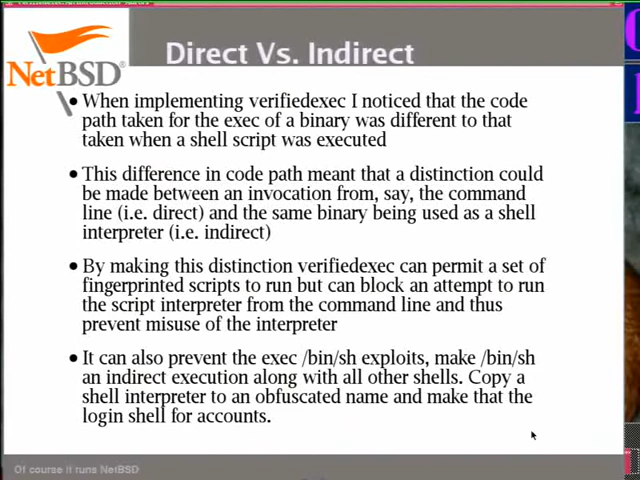 Direct Vs. Indirect
NetBSD®
• When implementing verifiedexec I noticed that the code
path taken for the exec of a binary was different to that
taken when a shell script was executed
• This difference in code path meant that a distinction could
be made between an invocation from, say, the command
line (i.e. direct) and the same binary being used as a shell
interpreter (i.e. indirect)
• By making this distinction verifiedexec can permit a set of
fingerprinted scripts to run but can block an attempt to run
the script interpreter from the command line and thus
prevent misuse of the interpreter
• It can also prevent the exec /bin/sh exploits, make /bin/sh
an indirect execution along with all other shells. Copy a
shell interpreter to an obfuscated name and make that the
login shell for accounts.
Of course it runs NetBSD